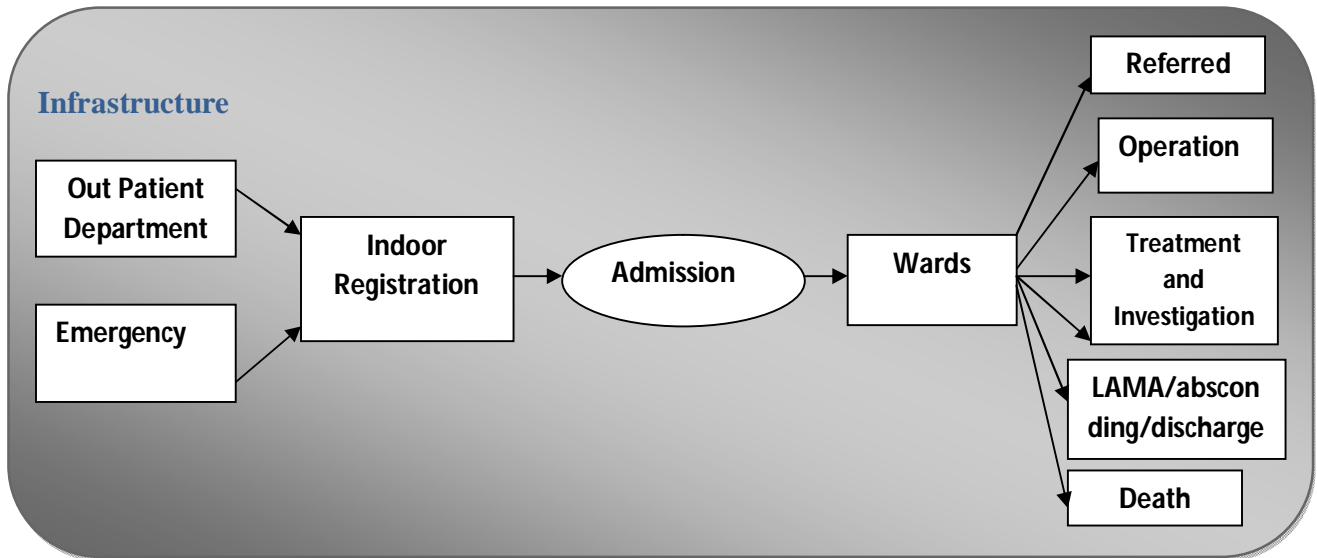 Infrastructure
Out Patient
Department
Emergency
Indoor
Registration
Admission
Wards
Referred
Operation
Treatment
and
Investigation
LAMA/abscon
ding/discharge
Death